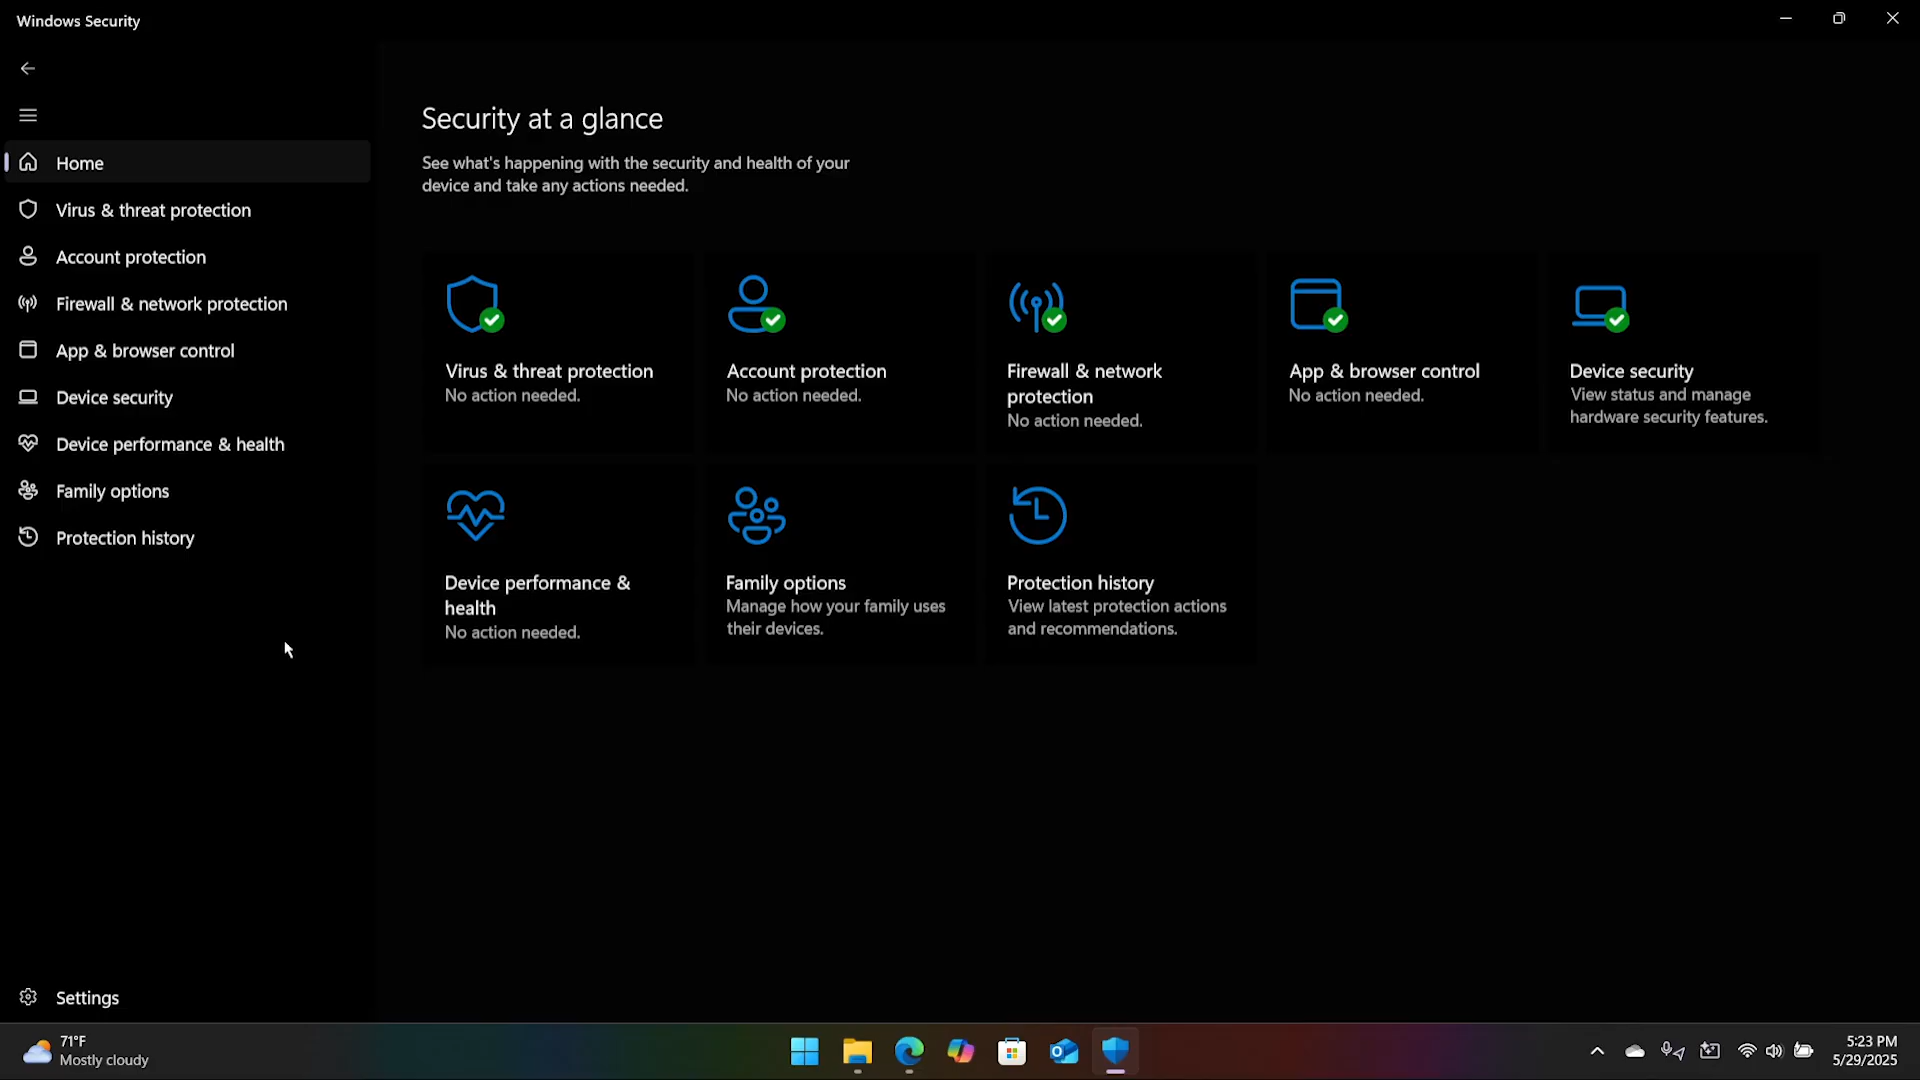 Windows Security
Home
Virus & threat protection
Account protection
Firewall & network protection
App & browser control
Device security
Device performance & health
Family options
Protection history
Settings
Security at a glance
See what's happening with the security and health of your
device and take any actions needed.
Virus & threat protection
No action needed.
Account protection
No action needed.
Firewall & network
protection
No action needed.
App & browser control
No action needed.
Device security
View status and manage
hardware security features.
Device performance &
health
No action needed.
Family options
Manage how your family uses
their devices.
Protection history
View latest protection actions
and recommendations.
71°F
Mostly cloudy
5:23 PM
5/29/2025